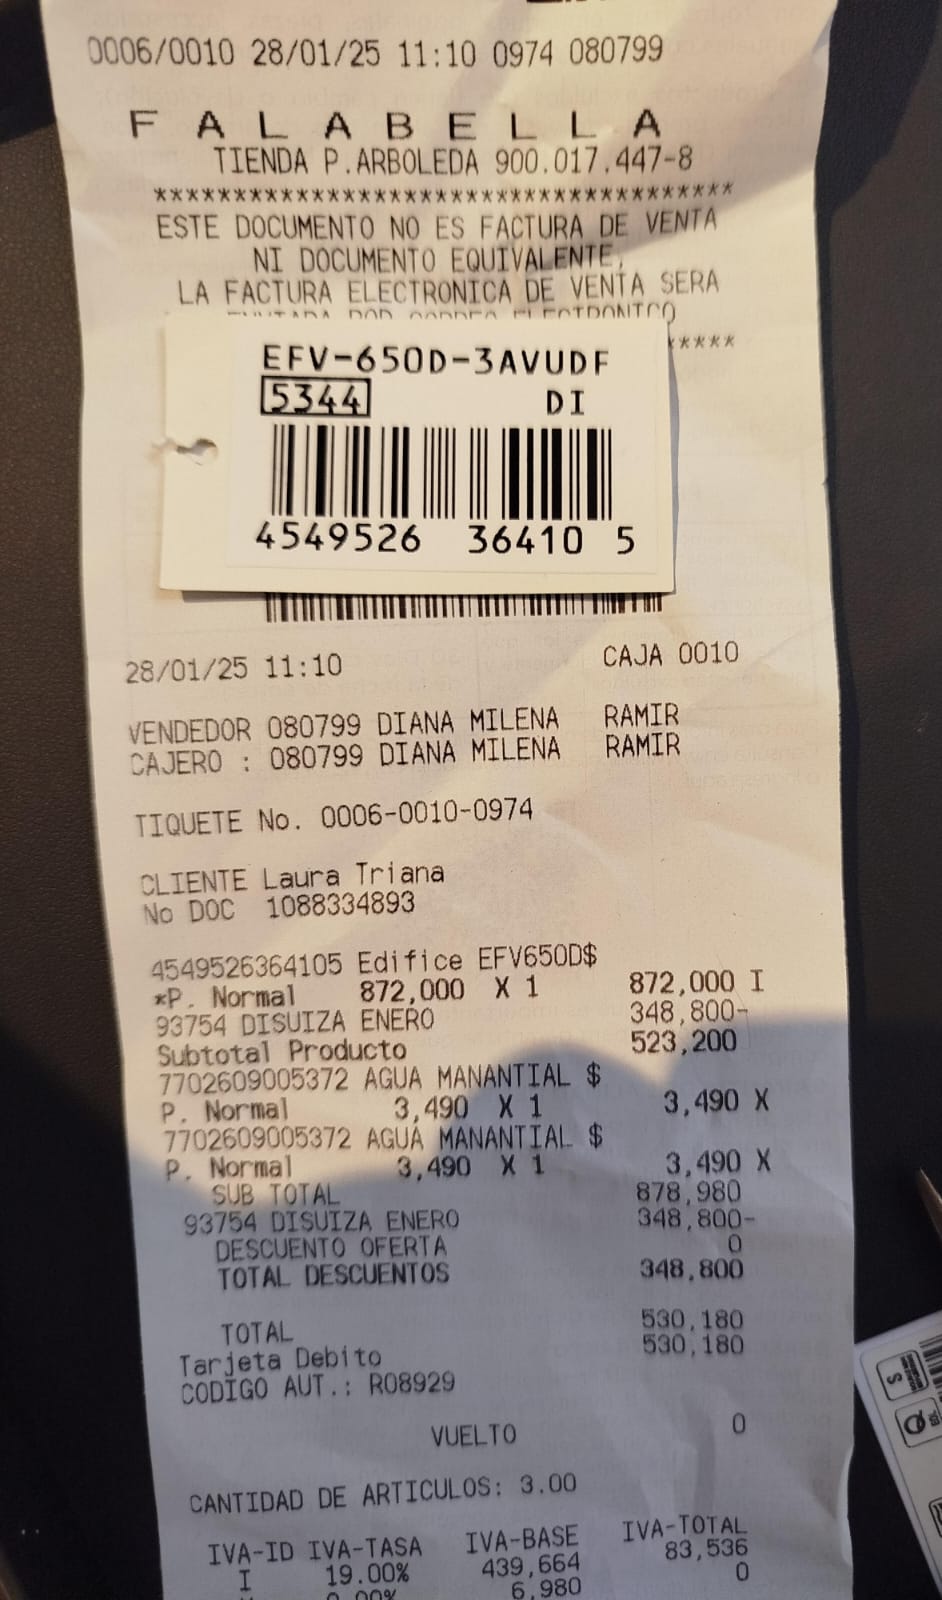 0006/0010 28/01/25 11:10 0974 080799
F A L A B E L L A
TIENDA P.ARBOLEDA 900.017.447-8
*************************************
ESTE DOCUMENTO NO ES FACTURA DE VENTA
NI DOCUMENTO EQUIVALENTE,
LA FACTURA ELECTRONICA DE VENTA SERA
ENVIADA POR CORREO ELECTRONICO
*****
EFV-650D-3AVUDF
5344 DI
4549526 36410 5
28/01/25 11:10 CAJA 0010
VENDEDOR 080799 DIANA MILENA RAMIR
CAJERO : 080799 DIANA MILENA RAMIR
TIQUETE No. 0006-0010-0974
CLIENTE Laura Triana
No DOC 1088334893
4549526364105 Edifice EFV650D$
*P. Normal 872,000 X 1 872,000 I
93754 DISUIZA ENERO 348,800-
Subtotal Producto 523,200
7702609005372 AGUA MANANTIAL $
P. Normal 3,490 X 1 3,490 X
7702609005372 AGUA MANANTIAL $
P. Normal 3,490 X 1 3,490 X
SUB TOTAL 878,980
93754 DISUIZA ENERO 348,800-
DESCUENTO OFERTA 0
TOTAL DESCUENTOS 348,800
TOTAL 530,180
Tarjeta Debito 530,180
CODIGO AUT.: R08929
VUELTO 0
CANTIDAD DE ARTICULOS: 3.00
IVA-ID IVA-TASA IVA-BASE IVA-TOTAL
I 19.00% 439,664 83,536
0.00% 6,980 0